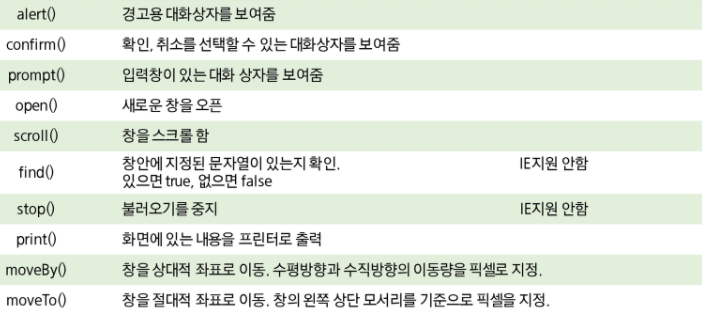 alert() 경고용 대화상자를 보여줌
confirm() 확인, 취소를 선택할 수 있는 대화상자를 보여줌
prompt() 입력창이 있는 대화 상자를 보여줌
open() 새로운 창을 오픈
scroll() 창을 스크롤 함
find() 창안에 지정된 문자열이 있는지 확인. IE지원 안함
있으면 true, 없으면 false
stop() 불러오기를 중지 IE지원 안함
print() 화면에 있는 내용을 프린터로 출력
moveBy() 창을 상대적 좌표로 이동. 수평방향과 수직방향의 이동량을 픽셀로 지정.
moveTo() 창을 절대적 좌표로 이동. 창의 왼쪽 상단 모서리를 기준으로 픽셀을 지정.